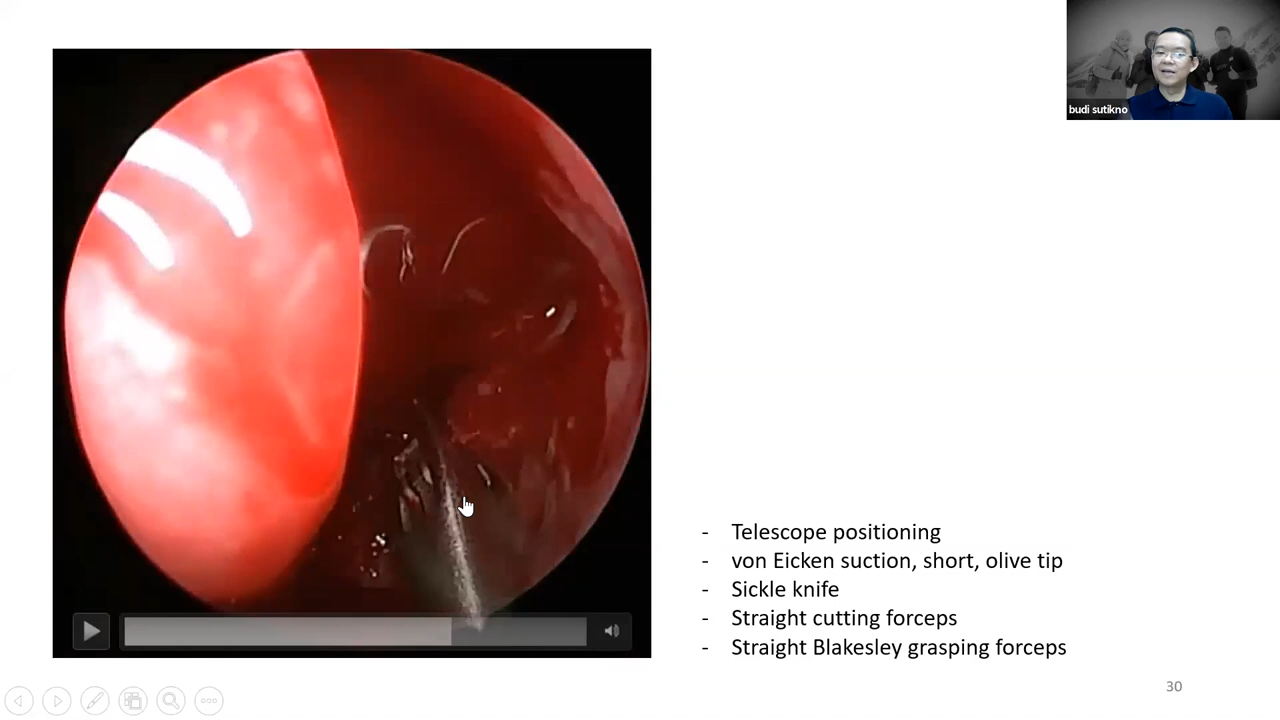 budi sutikno
- Telescope positioning
- von Eicken suction, short, olive tip
- Sickle knife
- Straight cutting forceps
- Straight Blakesley grasping forceps
30